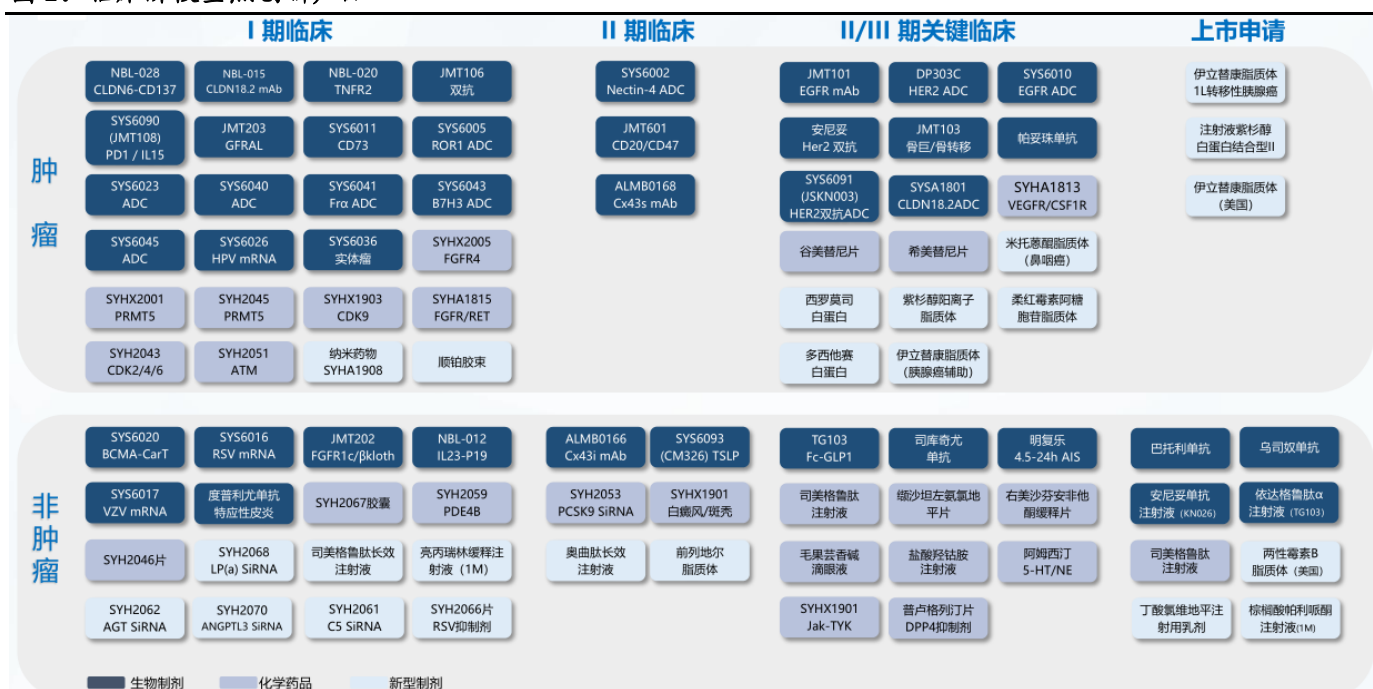 I 期临床
II 期临床
II/III 期关键临床
上市申请
肿
瘤
NBL-028
CLDN6-CD137
NBL-015
CLDN18.2 mAb
NBL-020
TNFR2
JMT106
双抗
SYS6002
Nectin-4 ADC
JMT101
EGFR mAb
DP303C
HER2 ADC
SYS6010
EGFR ADC
伊立替康脂质体
1L转移性胰腺癌
SYS6090
(JMT108)
PD1 / IL15
JMT203
GFRAL
SYS6011
CD73
SYS6005
ROR1 ADC
JMT601
CD20/CD47
安尼妥
Her2 双抗
JMT103
骨巨/骨转移
帕妥珠单抗
注射液紫杉醇
白蛋白结合型II
SYS6023
ADC
SYS6040
ADC
SYS6041
Frα ADC
SYS6043
B7H3 ADC
ALMB0168
Cx43s mAb
SYS6091
(JSKN003)
HER2双抗ADC
SYSA1801
CLDN18.2ADC
SYHA1813
VEGFR/CSF1R
伊立替康脂质体
(美国)
SYS6045
ADC
SYS6026
HPV mRNA
SYS6036
实体瘤
SYHX2005
FGFR4
谷美替尼片
希美替尼片
米托蒽醌脂质体
(鼻咽癌)
SYHX2001
PRMT5
SYH2045
PRMT5
SYHX1903
CDK9
SYHA1815
FGFR/RET
西罗莫司
白蛋白
紫杉醇阳离子
脂质体
柔红霉素阿糖
胞苷脂质体
SYH2043
CDK2/4/6
SYH2051
ATM
纳米药物
SYHA1908
顺铂胶束
多西他赛
白蛋白
伊立替康脂质体
(胰腺癌辅助)
非
肿
瘤
SYS6020
BCMA-CarT
SYS6016
RSV mRNA
JMT202
FGFR1c/βkloth
NBL-012
IL23-P19
ALMB0166
Cx43i mAb
SYS6093
(CM326) TSLP
TG103
Fc-GLP1
司库奇尤
单抗
明复乐
4.5-24h AIS
巴托利单抗
乌司奴单抗
SYS6017
VZV mRNA
度普利尤单抗
特应性皮炎
SYH2067胶囊
SYH2059
PDE4B
SYH2053
PCSK9 SiRNA
SYHX1901
白癜风/斑秃
司美格鲁肽
注射液
缬沙坦左氨氯地
平片
右美沙芬安非他
酮缓释片
安尼妥单抗
注射液 (KN026)
依达格鲁肽α
注射液 (TG103)
SYH2046片
SYH2068
LP(a) SiRNA
司美格鲁肽长效
注射液
亮丙瑞林缓释注
射液（1M）
奥曲肽长效
注射液
前列地尔
脂质体
毛果芸香碱
滴眼液
盐酸羟钴胺
注射液
阿姆西汀
5-HT/NE
司美格鲁肽
注射液
两性霉素B
脂质体 (美国)
SYH2062
AGT SiRNA
SYH2070
ANGPTL3 SiRNA
SYH2061
C5 SiRNA
SYH2066片
RSV抑制剂
SYHX1901
Jak-TYK
普卢格列汀片
DPP4抑制剂
丁酸氯维地平注
射用乳剂
棕榈酸帕利哌酮
注射液(1M)
生物制剂
化学药品
新型制剂